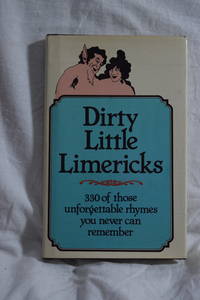 Dirty
Little
Limericks
330 of those
unforgettable rhymes
you never can
remember